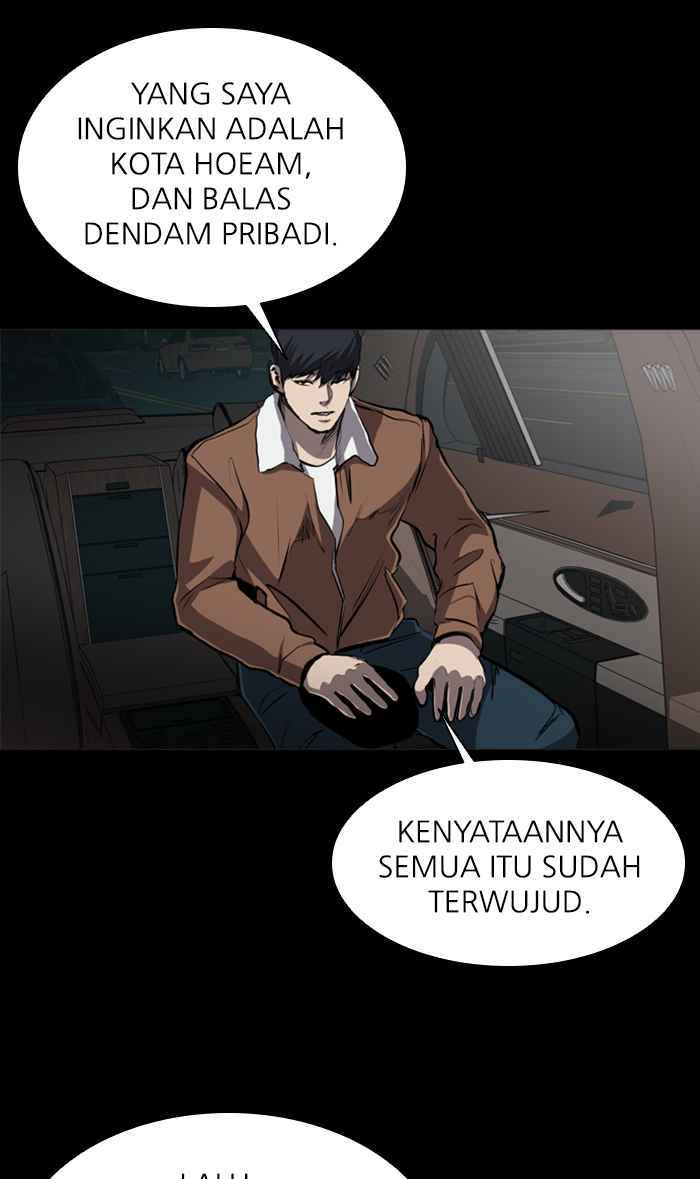 YANG SAYA
INGINKAN ADALAH
KOTA HOEAM,
DAN BALAS
DENDAM PRIBADI.
KENYATAANNYA
SEMUA ITU SUDAH
TERWUJUD.